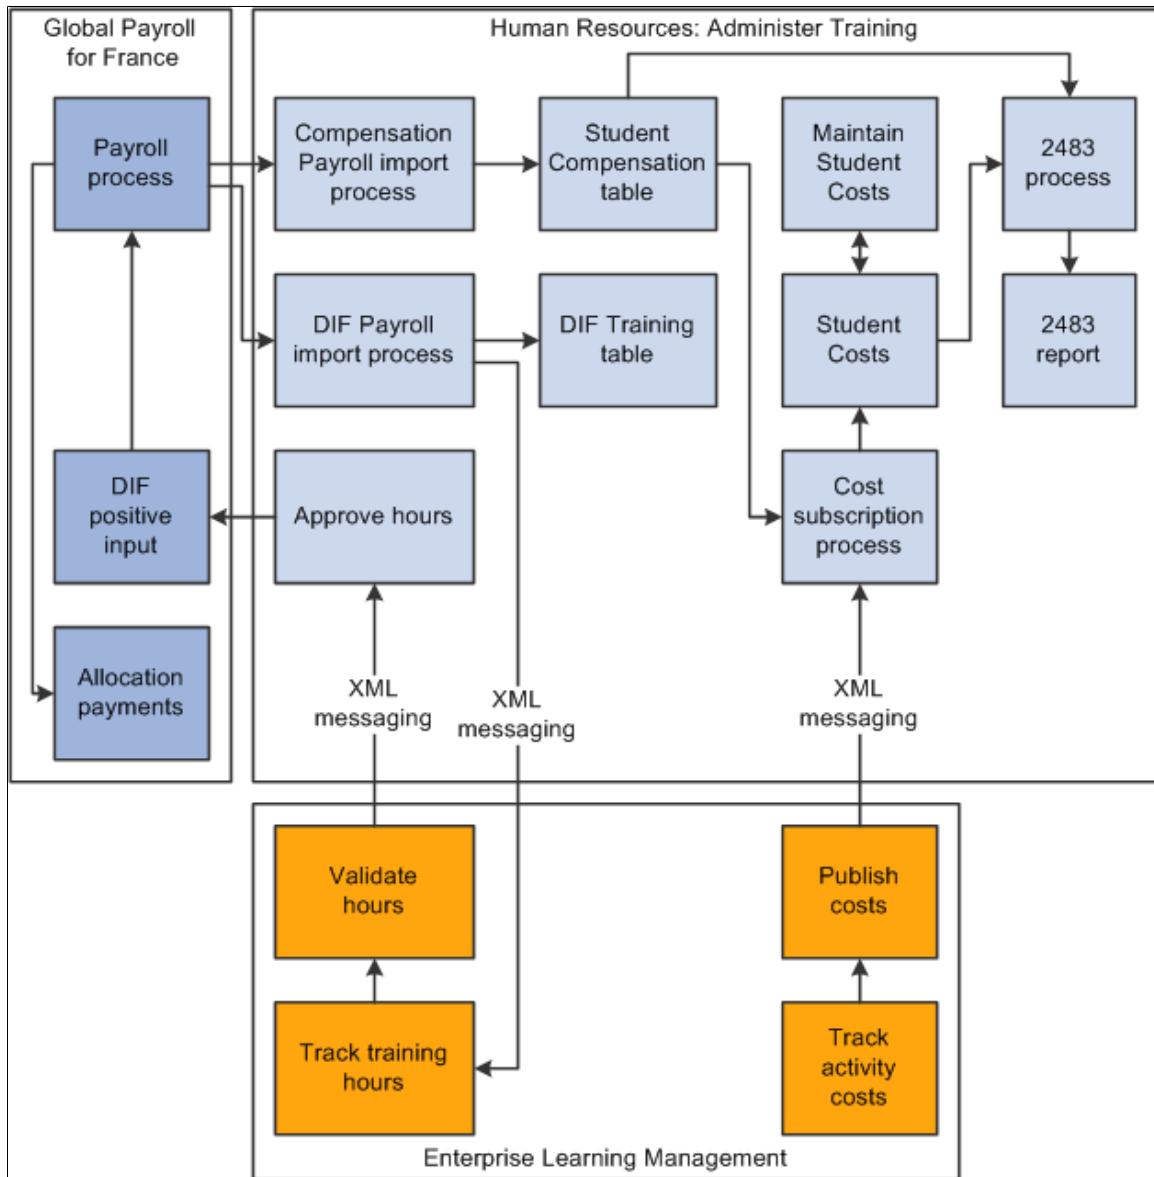 Global Payroll
for France
Human Resources: Administer Training
Payroll
process
Compensation
Payroll import
process
Student
Compensation
table
Maintain
Student
Costs
2483
process
DIF Payroll
import process
DIF Training
table
Student
Costs
2483
report
DIF
positive
input
Approve hours
Cost
subscription
process
Allocation
payments
XML
messaging
XML
messaging
XML
messaging
Validate
hours
Publish
costs
Track training
hours
Track
activity
costs
Enterprise Learning Management